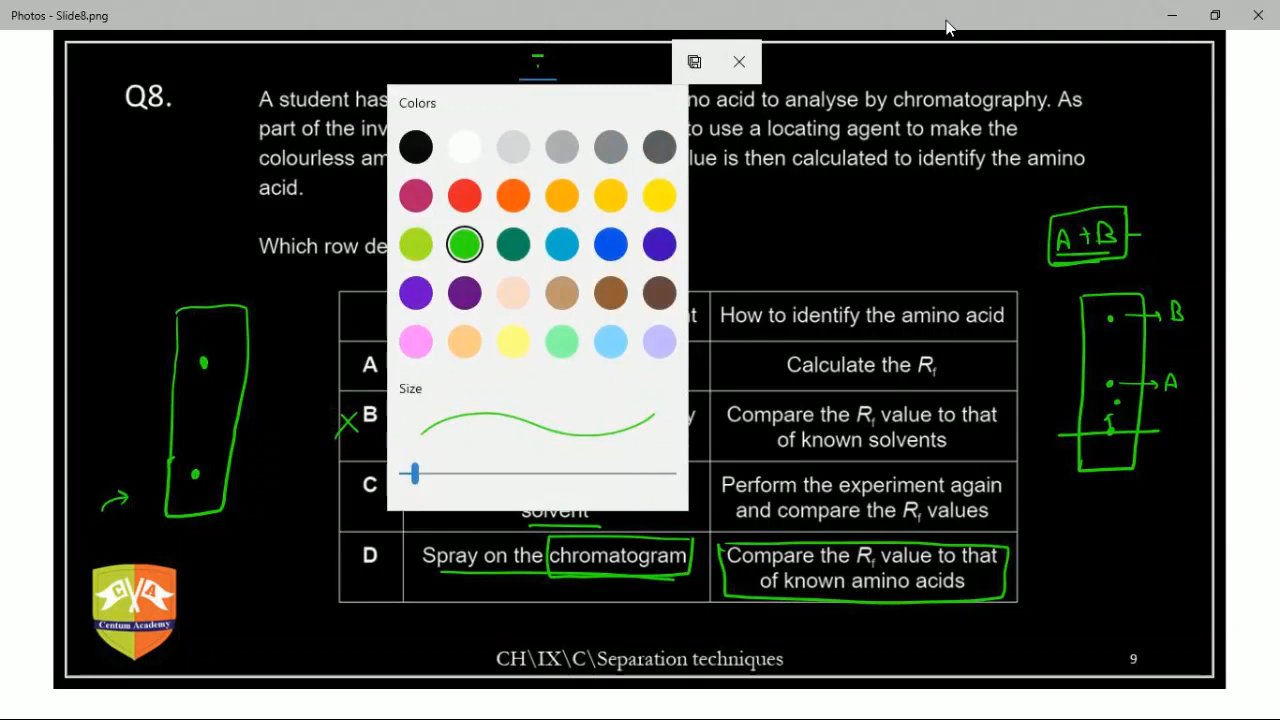 Photos - Slide8.png
Q8.
A student has
no acid to analyse by chromatography. As
part of the inv
to use a locating agent to make the
colourless am
lue is then calculated to identify the amino
acid.
Which row de
Colors
Size
A + B
B
A
t
How to identify the amino acid
A
Calculate the Rf
B
y
Compare the Rf value to that
of known solvents
C
solvent
Perform the experiment again
and compare the Rf values
D
Spray on the chromatogram
Compare the Rf value to that
of known amino acids
C A
Centum Academy
CH\IX\C\Separation techniques
9